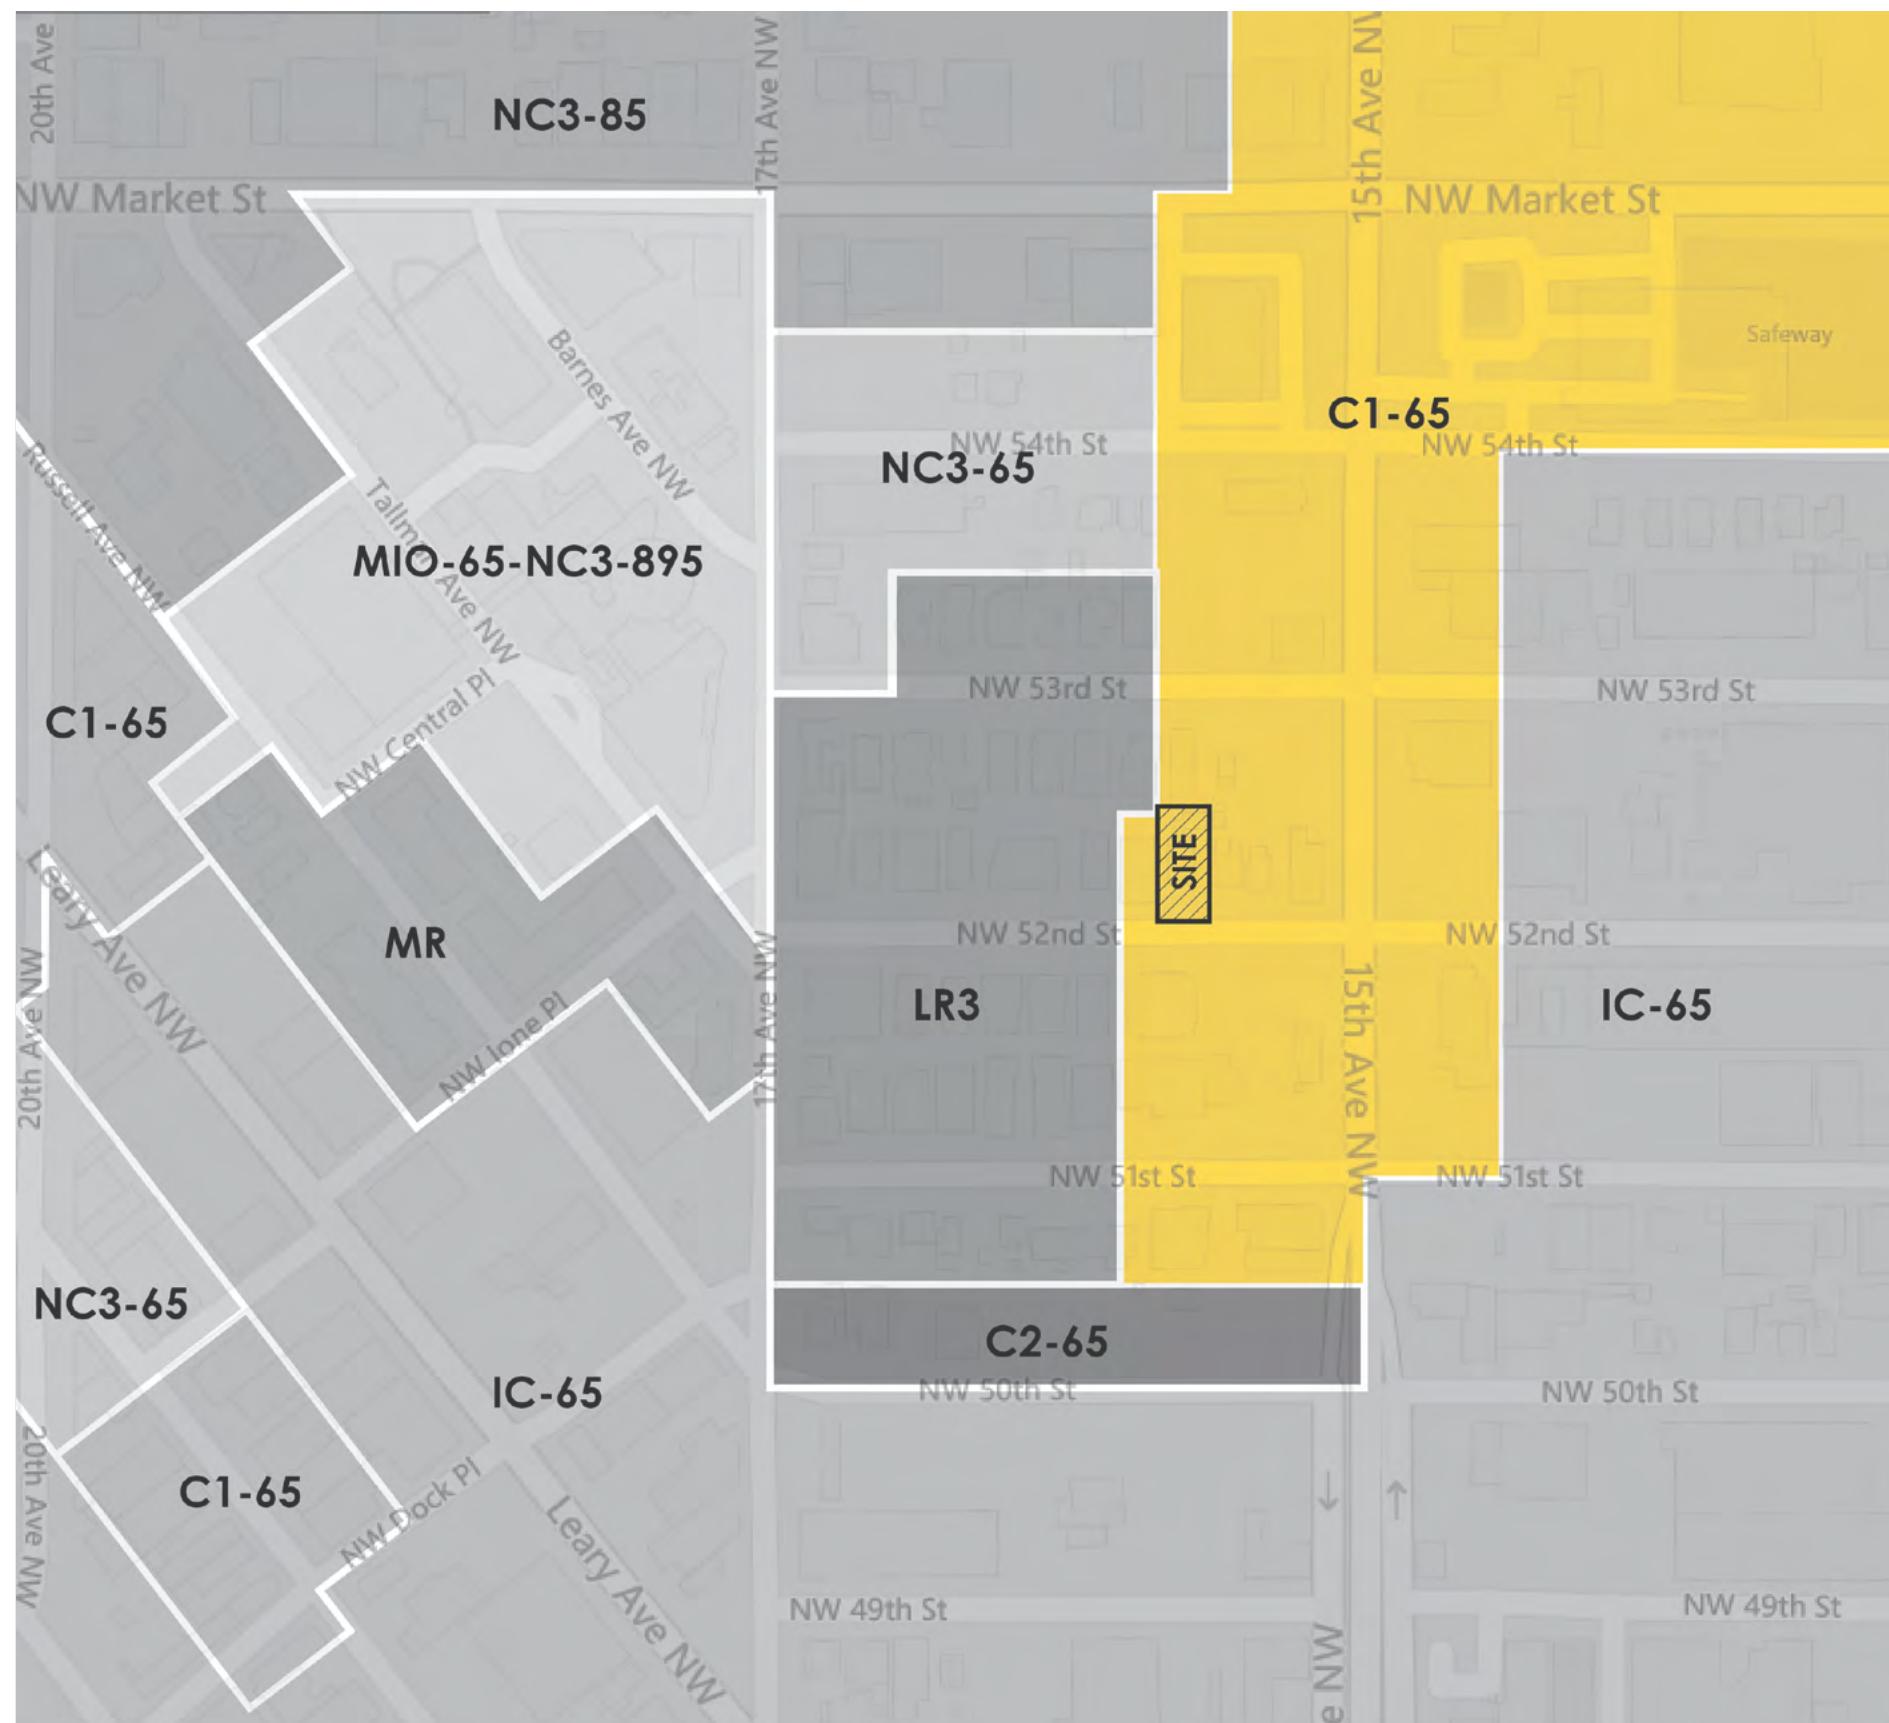 20th Ave
17th Ave NW
15th Ave NW
NC3-85
NW Market St
NW Market St
Barnes Ave NW
Safeway
C1-65
NW 54th St
NW 54th St
NC3-65
Russell Ave NW
Tallman Ave NW
MIO-65-NC3-895
NW Central Pl
NW 53rd St
NW 53rd St
C1-65
SITE
Leary Ave NW
MR
NW 52nd St
NW 52nd St
20th Ave NW
17th Ave NW
15th Ave NW
LR3
IC-65
NW Ione Pl
NW 51st St
NW 51st St
NC3-65
C2-65
IC-65
NW 50th St
NW 50th St
20th Ave NW
C1-65
NW Dock Pl
Leary Ave NW
NW 49th St
NW 49th St
e NW